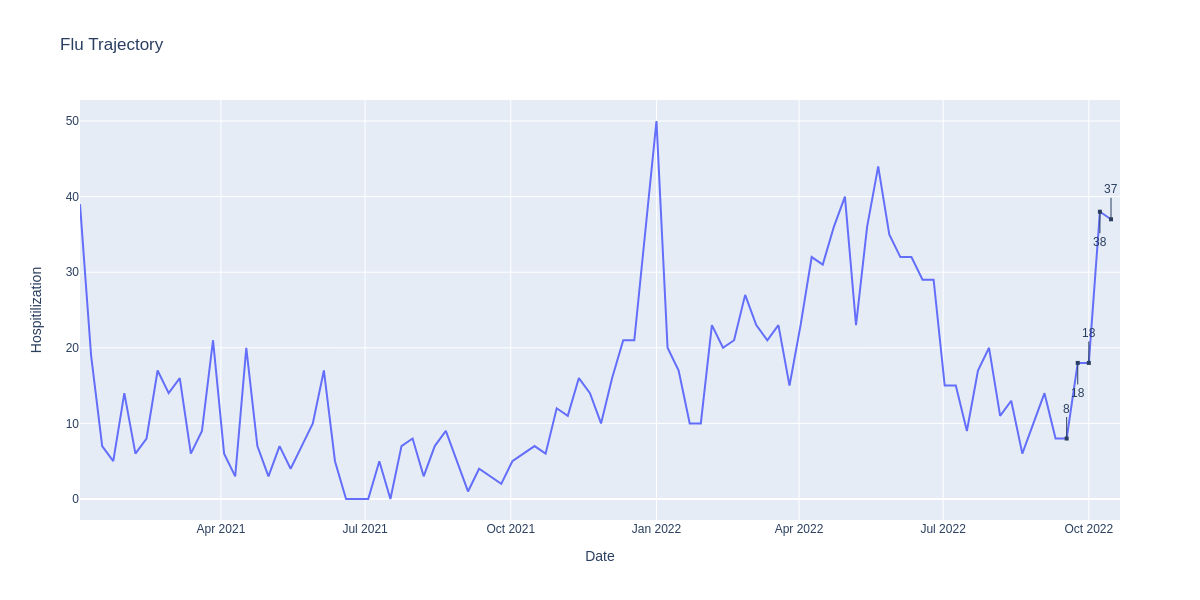 Flu Trajectory
Hospitilization
50
40
30
20
10
0
37
38
18
18
8
Apr 2021
Jul 2021
Oct 2021
Jan 2022
Apr 2022
Jul 2022
Oct 2022
Date